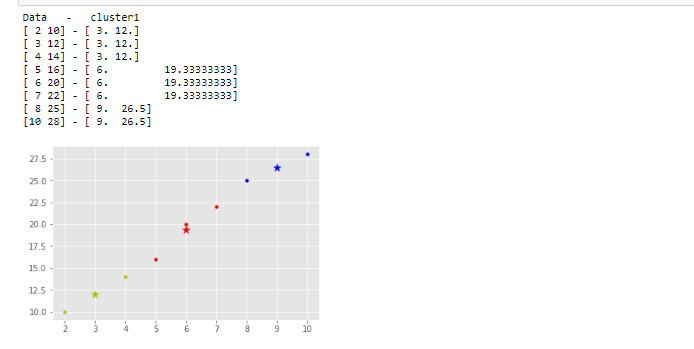 Data   -   cluster1
[ 2 10] - [ 3. 12.]
[ 3 12] - [ 3. 12.]
[ 4 14] - [ 3. 12.]
[ 5 16] - [ 6.         19.33333333]
[ 6 20] - [ 6.         19.33333333]
[ 7 22] - [ 6.         19.33333333]
[ 8 25] - [ 9.  26.5]
[10 28] - [ 9.  26.5]
27.5
25.0
22.5
20.0
17.5
15.0
12.5
10.0
2 3 4 5 6 7 8 9 10